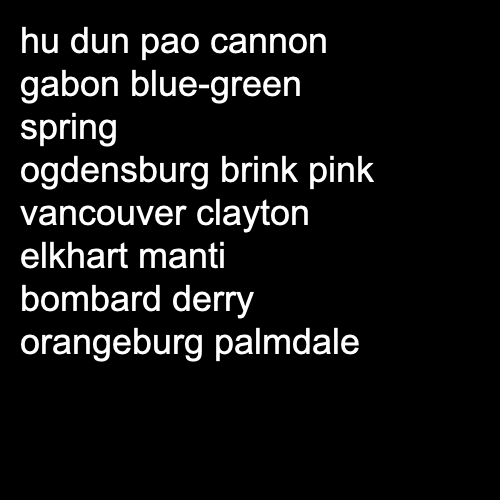 hu dun pao cannon
gabon blue-green
spring
ogdensburg brink pink
vancouver clayton
elkhart manti
bombard derry
orangeburg palmdale